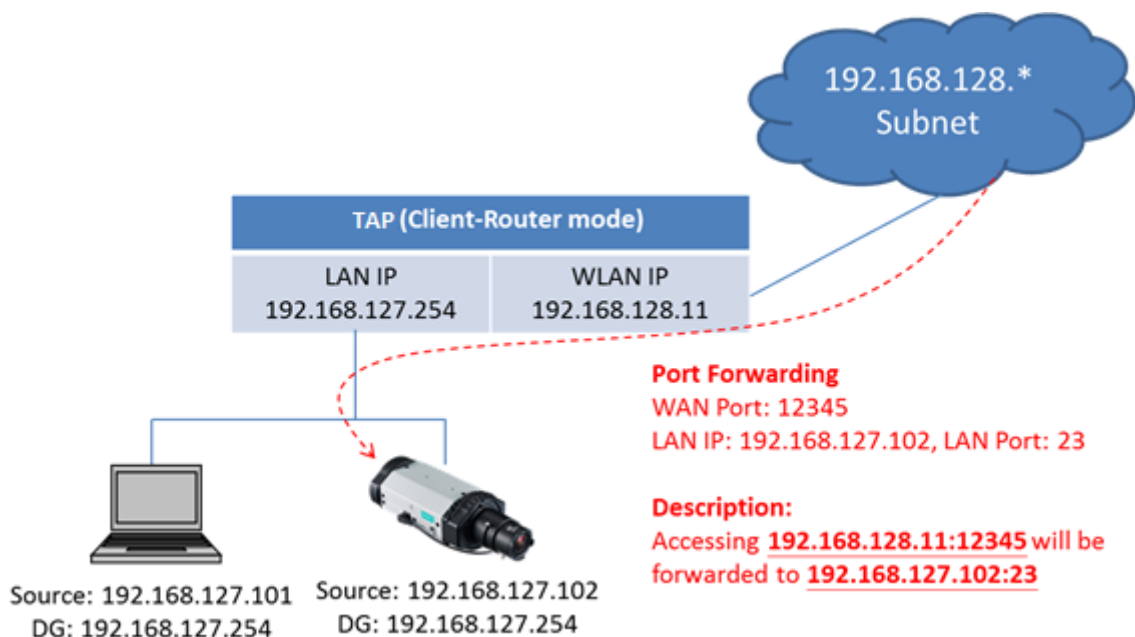 192.168.128.*
Subnet
TAP (Client-Router mode)
LAN IP
192.168.127.254
WLAN IP
192.168.128.11
Port Forwarding
WAN Port: 12345
LAN IP: 192.168.127.102, LAN Port: 23
Description:
Accessing 192.168.128.11:12345 will be
forwarded to 192.168.127.102:23
Source: 192.168.127.101
DG: 192.168.127.254
Source: 192.168.127.102
DG: 192.168.127.254